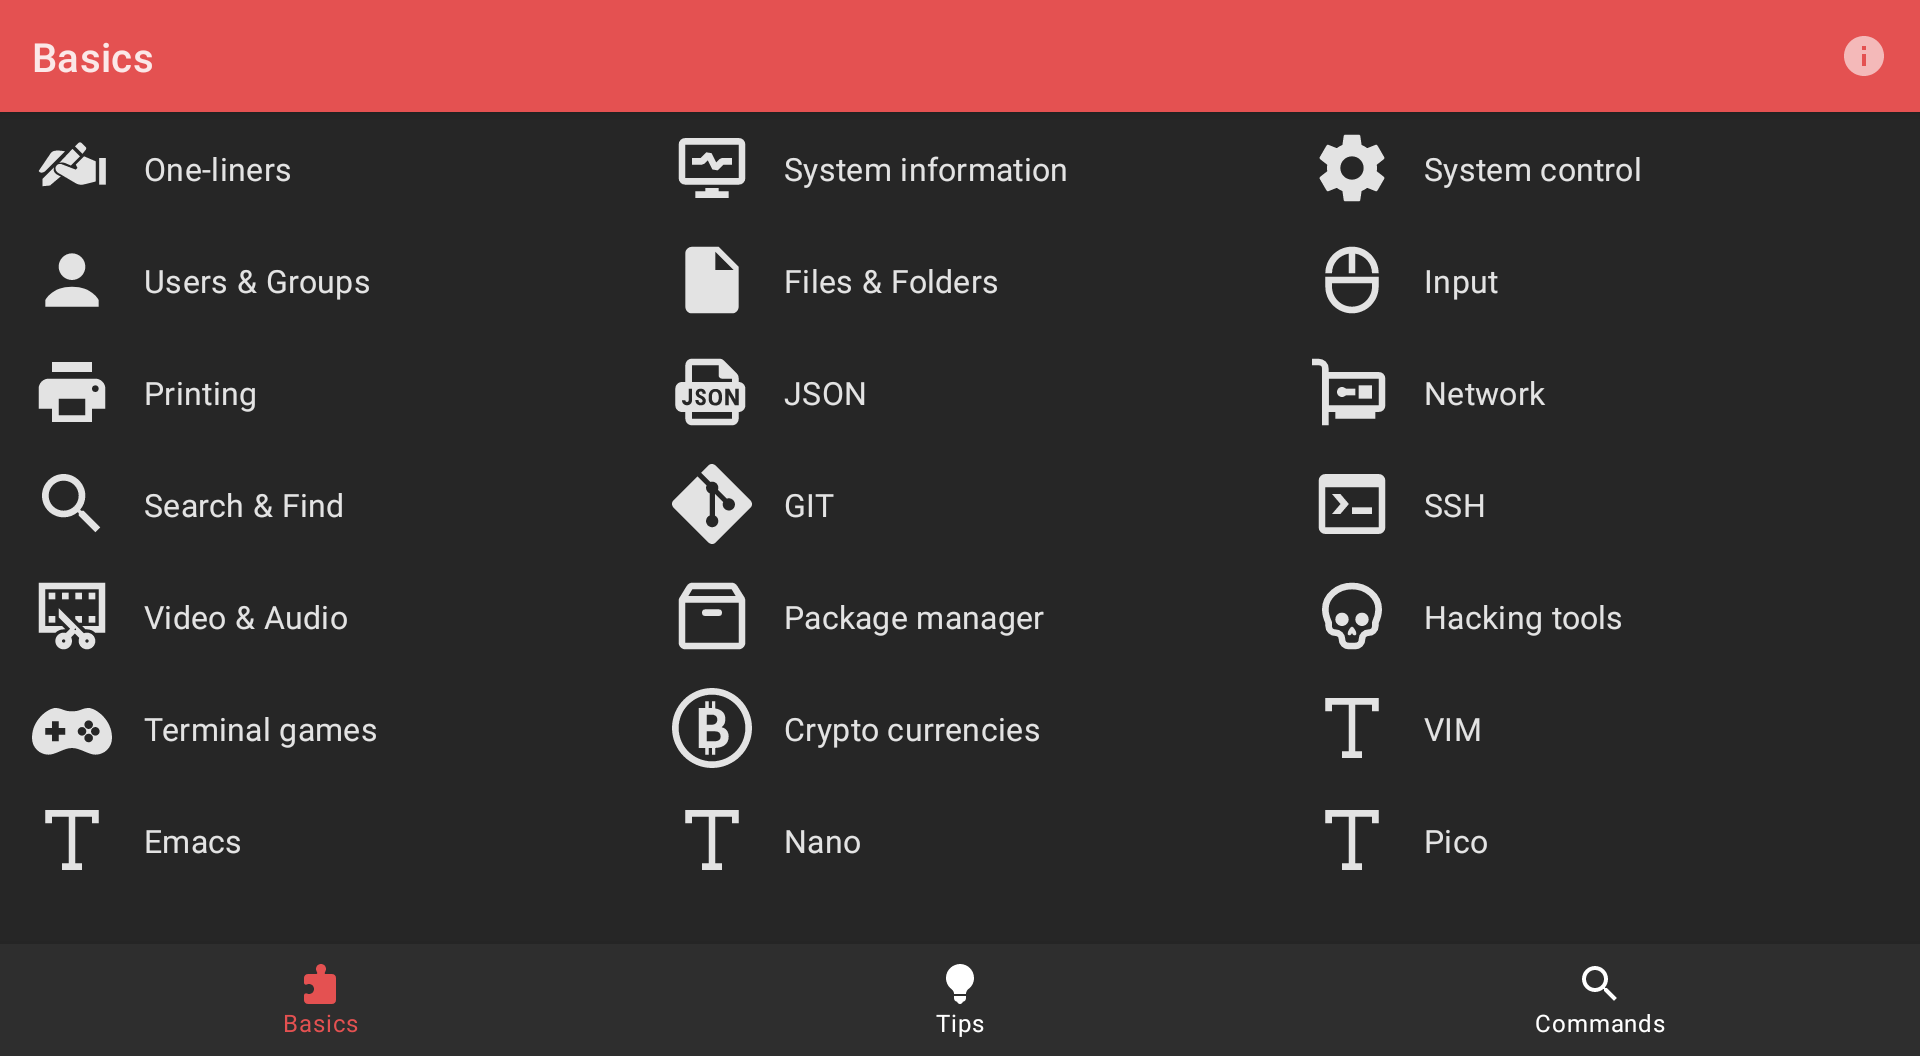 Basics
One-liners
System information
System control
Users & Groups
Files & Folders
Input
Printing
JSON
JSON
Network
Search & Find
GIT
SSH
Video & Audio
Package manager
Hacking tools
Terminal games
Crypto currencies
VIM
Emacs
Nano
Pico
Basics
Tips
Commands